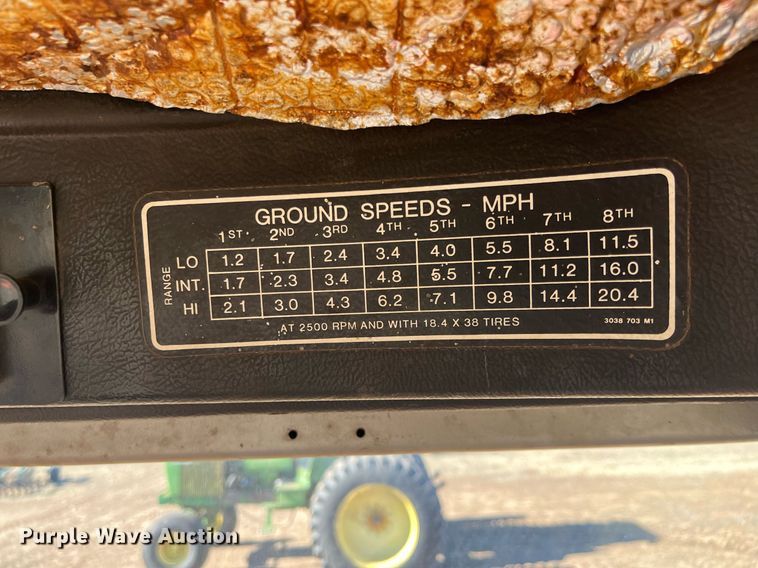 GROUND SPEEDS - MPH
1ST 2ND 3RD 4TH 5TH 6TH 7TH 8TH
RANGE
LO 1.2 1.7 2.4 3.4 4.0 5.5 8.1 11.5
INT. 1.7 2.3 3.4 4.8 5.5 7.7 11.2 16.0
HI 2.1 3.0 4.3 6.2 7.1 9.8 14.4 20.4
AT 2500 RPM AND WITH 18.4 X 38 TIRES 3038 703 M1
Purple Wave Auction®